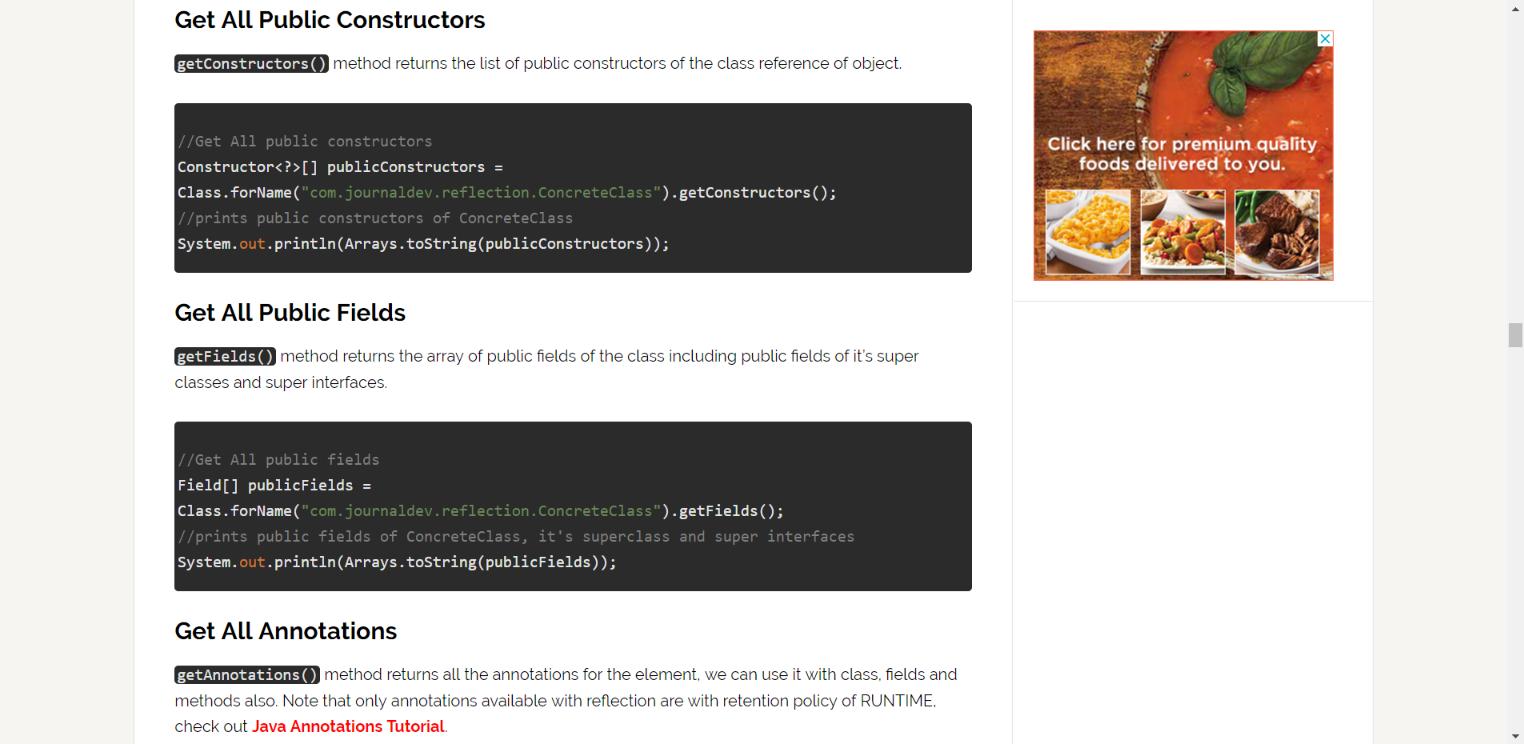 Get All Public Constructors
getConstructors() method returns the list of public constructors of the class reference of object.
//Get All public constructors
Constructor<?>[] publicConstructors =
Class.forName("com.journaldev.reflection.ConcreteClass").getConstructors();
//prints public constructors of ConcreteClass
System.out.println(Arrays.toString(publicConstructors));
Get All Public Fields
getFields() method returns the array of public fields of the class including public fields of it's super
classes and super interfaces.
//Get All public fields
Field[] publicFields =
Class.forName("com.journaldev.reflection.ConcreteClass").getFields();
//prints public fields of ConcreteClass, it's superclass and super interfaces
System.out.println(Arrays.toString(publicFields));
Get All Annotations
getAnnotations() method returns all the annotations for the element, we can use it with class, fields and
methods also. Note that only annotations available with reflection are with retention policy of RUNTIME,
check out Java Annotations Tutorial.
Click here for premium quality
foods delivered to you.